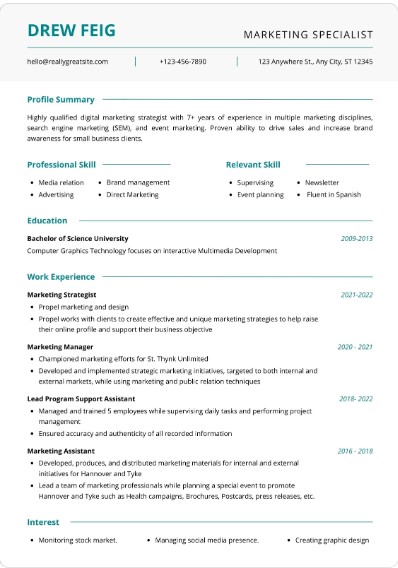 DREW FEIG
MARKETING SPECIALIST
hello@reallygreatsite.com
+123-456-7890
123 Anywhere St., Any City, ST 12345
Profile Summary
Highly qualified digital marketing strategist with 7+ years of experience in multiple marketing disciplines,
search engine marketing (SEM), and event marketing. Proven ability to drive sales and increase brand
awareness for small business clients.
Professional Skill
• Media relation
• Advertising
• Brand management
• Direct Marketing
Relevant Skill
• Supervising
• Event planning
• Newsletter
• Fluent in Spanish
Education
Bachelor of Science University 2009-2013
Computer Graphics Technology focuses on Interactive Multimedia Development
Work Experience
Marketing Strategist 2021-2022
• Propel marketing and design
• Propel works with clients to create effective and unique marketing strategies to help raise
their online profile and support their business objective
Marketing Manager 2020 - 2021
• Championed marketing efforts for St. Thynk Unlimited
• Developed and implemented strategic marketing initiatives, targeted to both internal and
external markets, while using marketing and public relation techniques
Lead Program Support Assistant 2018- 2022
• Managed and trained 5 employees while supervising daily tasks and performing project
management
• Ensured accuracy and authenticity of all recorded information
Marketing Assistant 2016 - 2018
• Developed, produces, and distributed marketing materials for internal and external
initiatives for Hannover and Tyke
• Lead a team of marketing professionals while planning a special event to promote
Hannover and Tyke such as Health campaigns, Brochures, Postcards, press releases, etc.
Interest
• Monitoring stock market.
• Managing social media presence.
• Creating graphic design